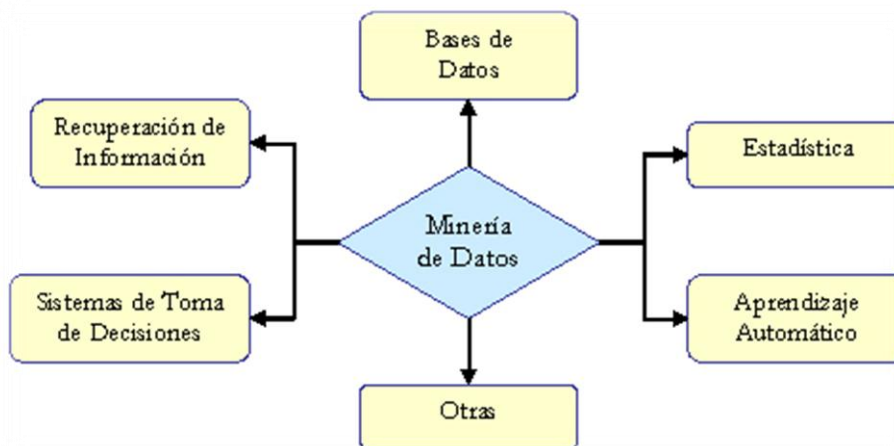 Bases de
Datos
Recuperación de
Información
Estadística
Minería
de Datos
Sistemas de Toma
de Decisiones
Aprendizaje
Automático
Otras